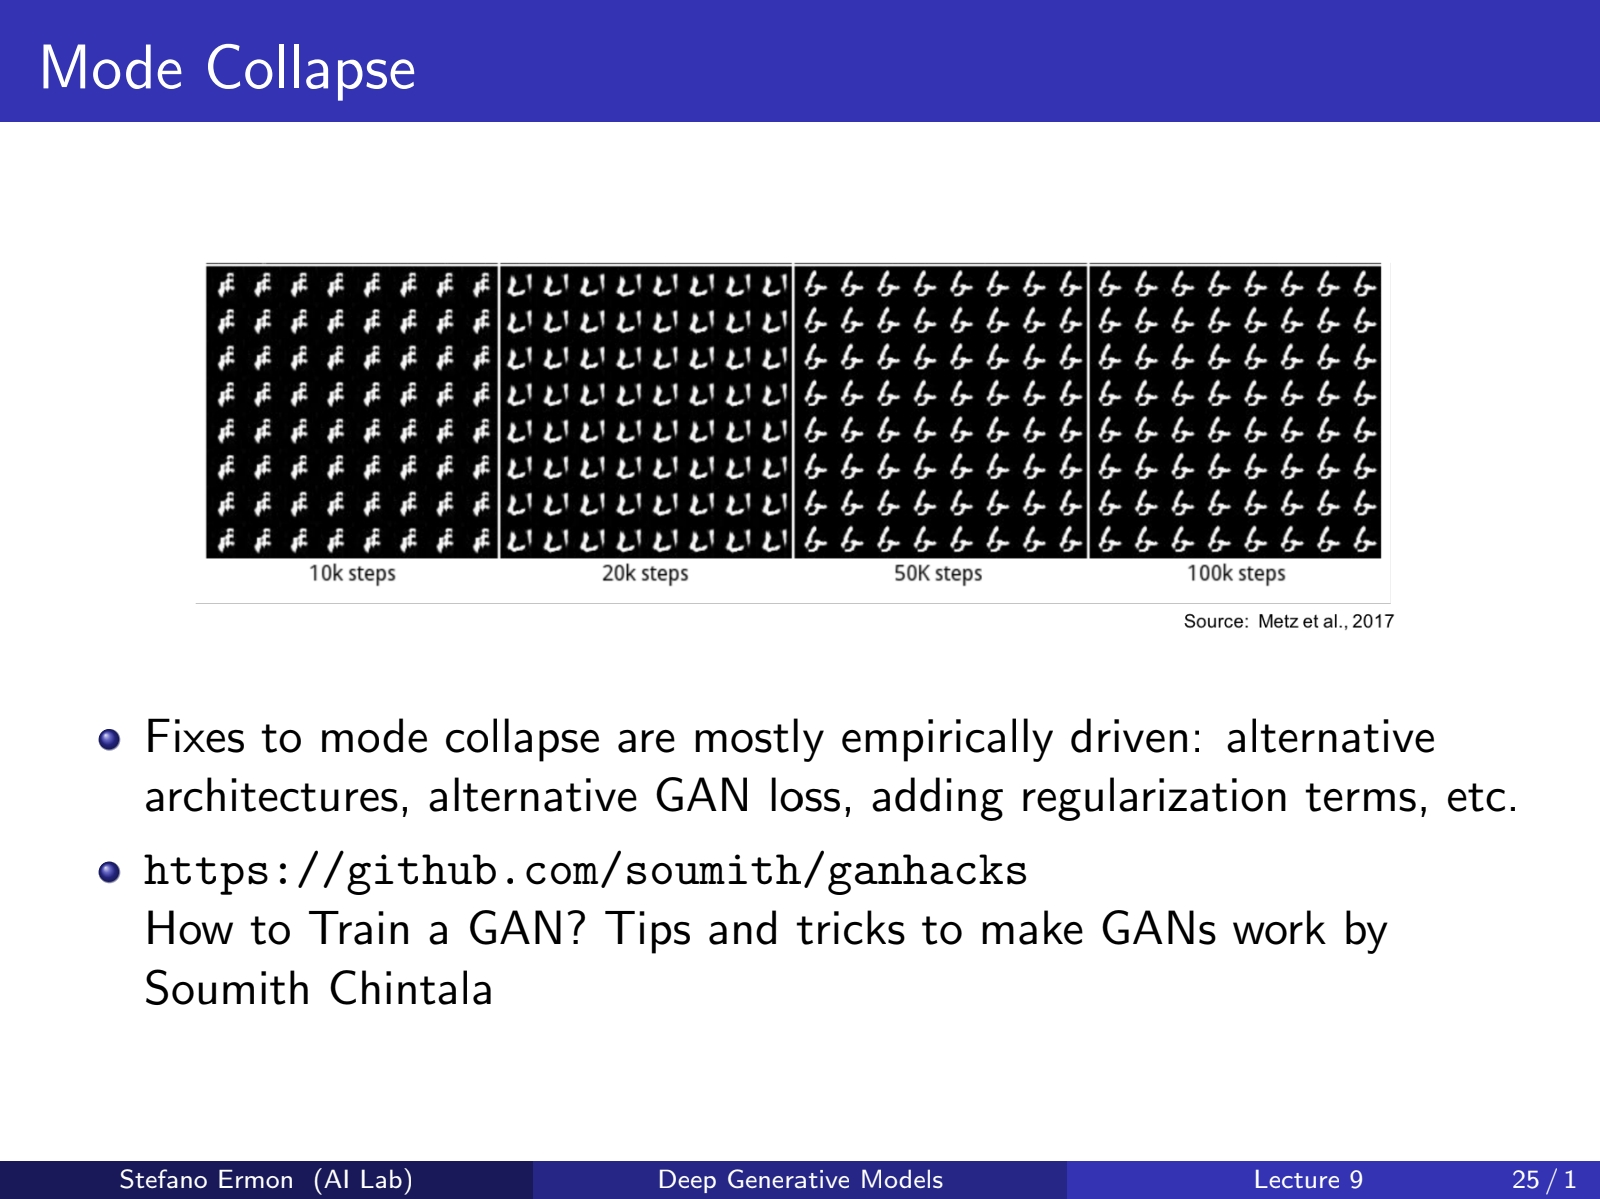 Mode Collapse
10k steps
20k steps
50K steps
100k steps
Source: Metz et al., 2017
Fixes to mode collapse are mostly empirically driven: alternative
architectures, alternative GAN loss, adding regularization terms, etc.
https://github.com/soumith/ganhacks
How to Train a GAN? Tips and tricks to make GANs work by
Soumith Chintala
Stefano Ermon (AI Lab)
Deep Generative Models
Lecture 9
25 / 1